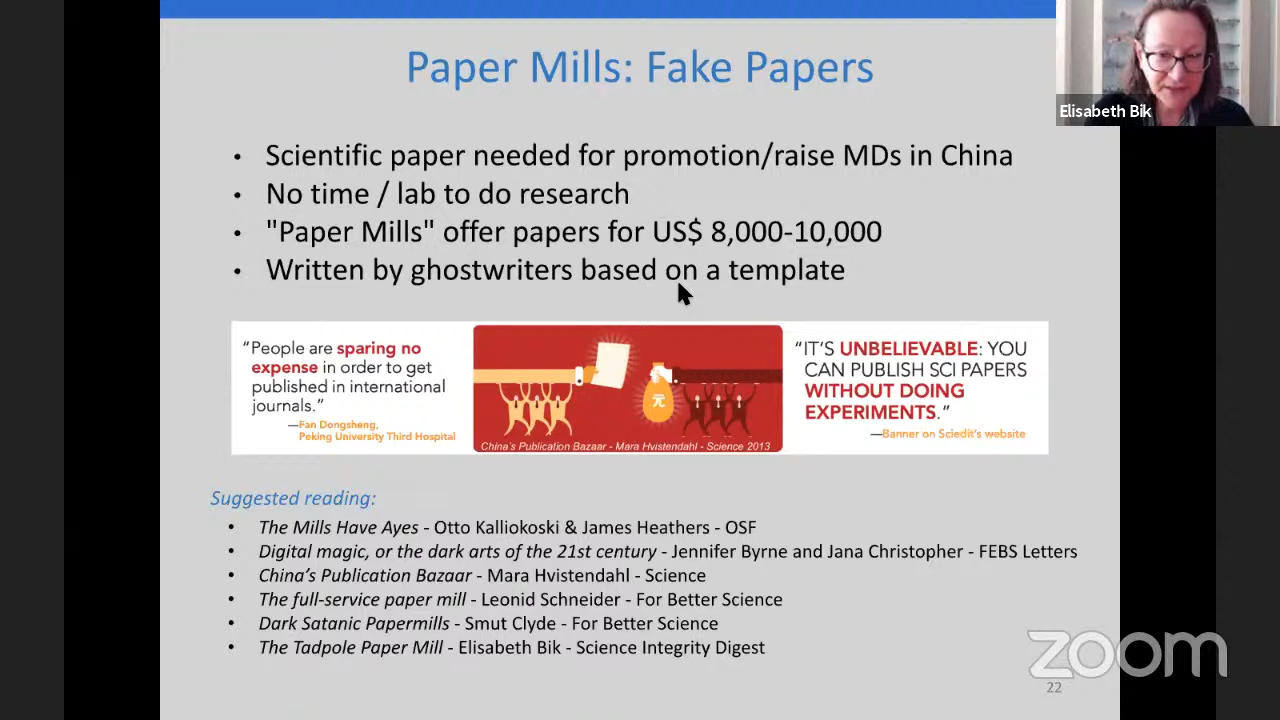 Paper Mills: Fake Papers
Elisabeth Bik
• Scientific paper needed for promotion/raise MDs in China
• No time / lab to do research
• "Paper Mills" offer papers for US$ 8,000-10,000
• Written by ghostwriters based on a template
“People are sparing no
expense in order to get
published in international
journals.”
—Fan Dongsheng,
Peking University Third Hospital
元
China's Publication Bazaar - Mara Hvistendahl - Science 2013
“IT'S UNBELIEVABLE: YOU
CAN PUBLISH SCI PAPERS
WITHOUT DOING
EXPERIMENTS.”
—Banner on Sciedit's website
Suggested reading:
• The Mills Have Ayes - Otto Kalliokoski & James Heathers - OSF
• Digital magic, or the dark arts of the 21st century - Jennifer Byrne and Jana Christopher - FEBS Letters
• China's Publication Bazaar - Mara Hvistendahl - Science
• The full-service paper mill - Leonid Schneider - For Better Science
• Dark Satanic Papermills - Smut Clyde - For Better Science
• The Tadpole Paper Mill - Elisabeth Bik - Science Integrity Digest
zoom
22